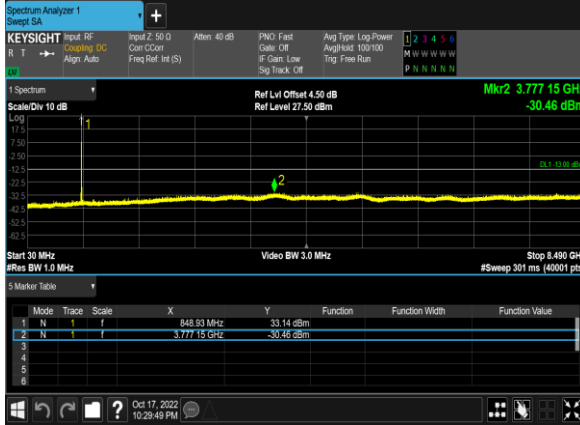 Spectrum Analyzer 1
Swept SA
+
KEYSIGHT Input: RF Input Z: 50 Ω Atten: 40 dB PNO: Fast Avg Type: Log-Power 1 2 3 4 5 6
R T Coupling: DC Corr CCorr Gate: Off Avg|Hold: 100/100 M W W W W W
Align: Auto Freq Ref: Int (S) IF Gain: Low Trig: Free Run
LXI Sig Track: Off P N N N N N
1 Spectrum
Ref Lvl Offset 4.50 dB Mkr2 3.777 15 GH
Scale/Div 10 dB Ref Level 27.50 dBm -30.46 dBm
Log
1
17.5
7.50
-2.50
-12.5 DL1 -13.00 dB
-22.5 2
-32.5
-42.5
-52.5
-62.5
Start 30 MHz Video BW 3.0 MHz Stop 8.490 GH
#Res BW 1.0 MHz #Sweep 301 ms (40001 pts
5 Marker Table
Mode Trace Scale X Y Function Function Width Function Value
1 N 1 f 848.93 MHz 33.14 dBm
2 N 1 f 3.777 15 GHz -30.46 dBm
3
4
5
6
? Oct 17, 2022
10:29:49 PM